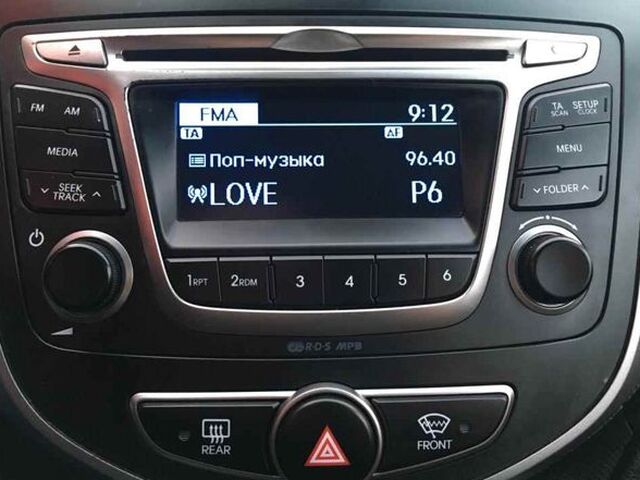 FMA 9:12
TA AF
Поп-музыка 96.40
LOVE P6
FM AM
MEDIA
SEEK
TRACK
TA SCAN SETUP CLOCK
MENU
FOLDER
1RPT 2RDM 3 4 5 6
R·D·S MP3
REAR
FRONT